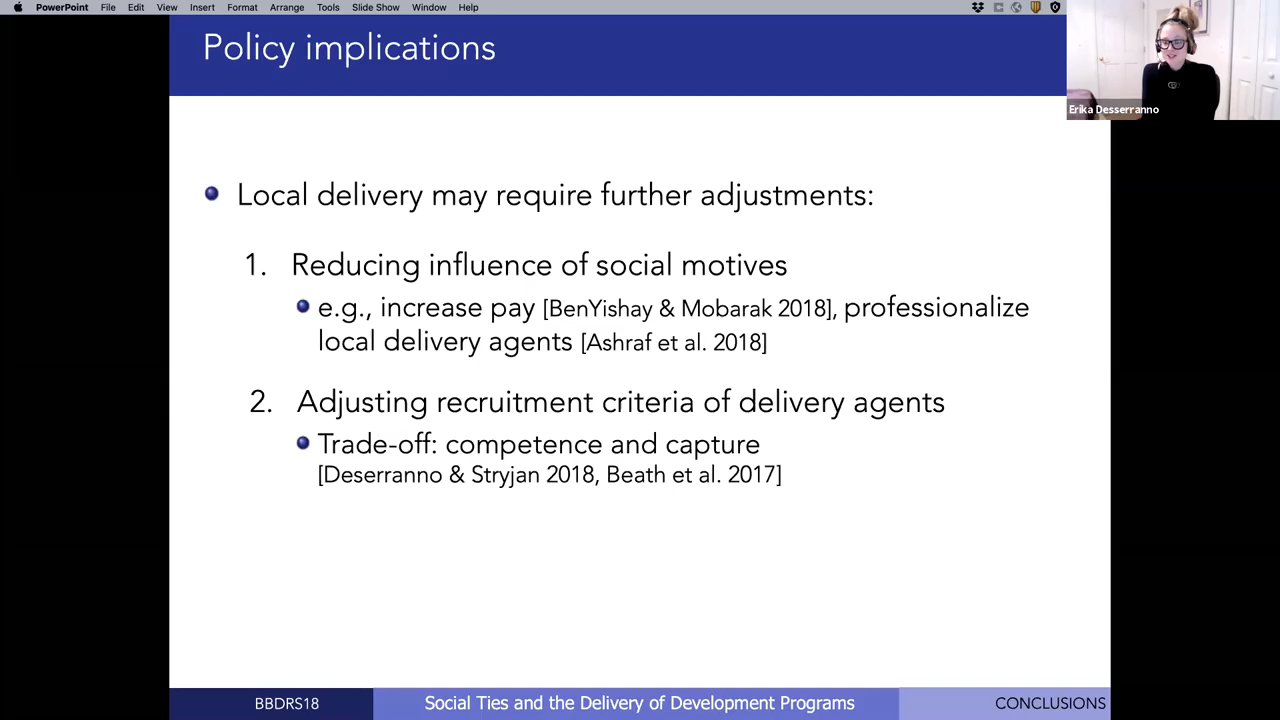 PowerPoint File Edit View Insert Format Arrange Tools Slide Show Window Help
Policy implications
Erika Desserranno
Local delivery may require further adjustments:
1. Reducing influence of social motives
e.g., increase pay [BenYishay & Mobarak 2018], professionalize
local delivery agents [Ashraf et al. 2018]
2. Adjusting recruitment criteria of delivery agents
Trade-off: competence and capture
[Deserranno & Stryjan 2018, Beath et al. 2017]
BBDRS18 Social Ties and the Delivery of Development Programs CONCLUSIONS